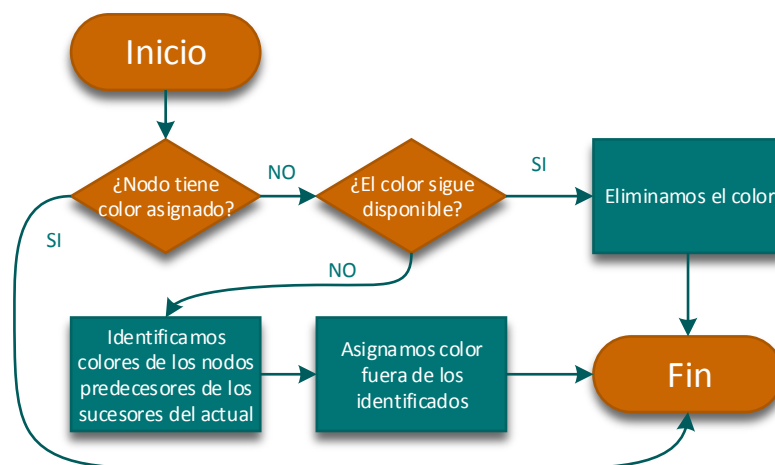 Inicio
¿Nodo tiene
color asignado?
NO
¿El color sigue
disponible?
SI
Eliminamos el color
SI
NO
Identificamos
colores de los nodos
predecesores de los
sucesores del actual
Asignamos color
fuera de los
identificados
Fin